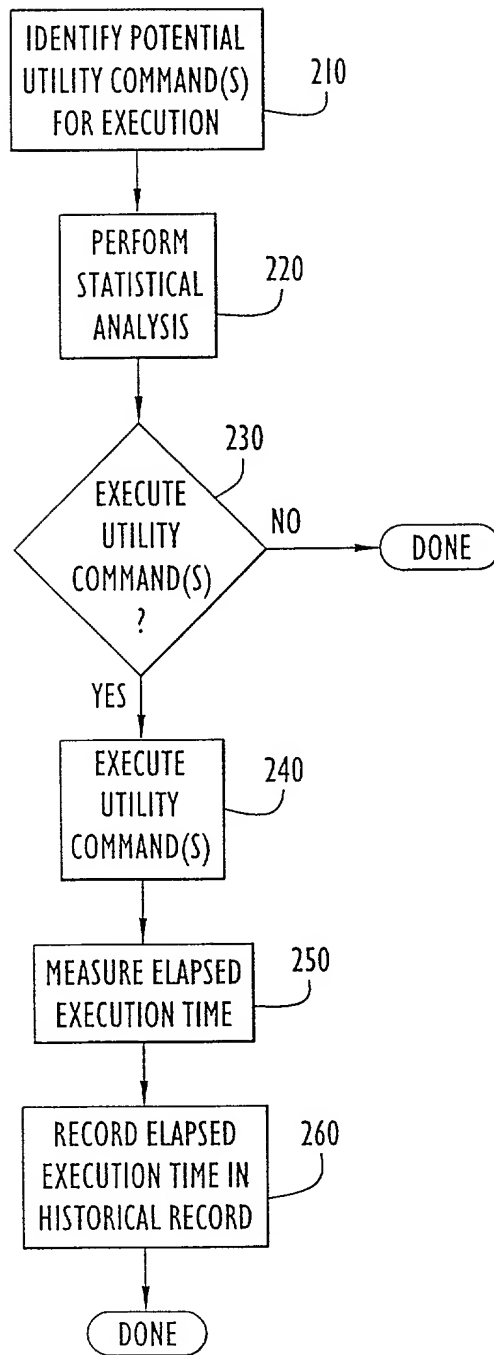 IDENTIFY POTENTIAL
UTILITY COMMAND(S)
FOR EXECUTION
210
PERFORM
STATISTICAL
ANALYSIS
220
230
EXECUTE
UTILITY
COMMAND(S)
?
NO
DONE
YES
EXECUTE
UTILITY
COMMAND(S)
240
MEASURE ELAPSED
EXECUTION TIME
250
RECORD ELAPSED
EXECUTION TIME IN
HISTORICAL RECORD
260
DONE